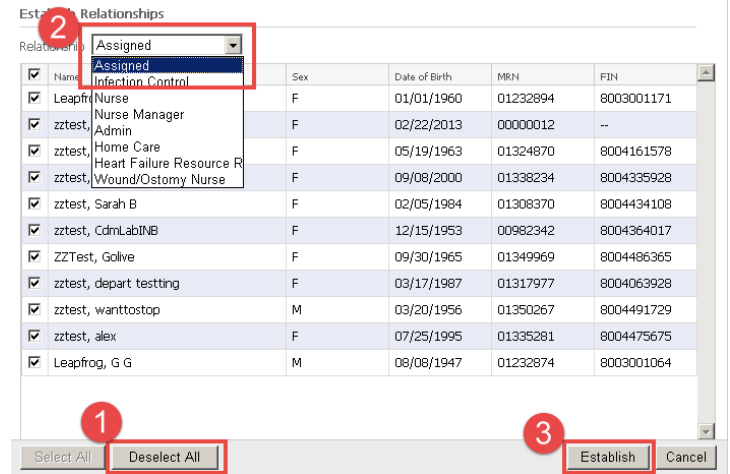 Establish Relationships
2
Relationship Assigned
Assigned
Infection Control
Nurse
Nurse Manager
Admin
Home Care
Heart Failure Resource R
Wound/Ostomy Nurse
Name Sex Date of Birth MRN FIN
Leapfr F 01/01/1960 01232894 8003001171
zztest, F 02/22/2013 00000012 --
zztest, F 05/19/1963 01324870 8004161578
zztest, F 09/08/2000 01338234 8004335928
zztest, Sarah B F 02/05/1984 01308370 8004434108
zztest, CdmLabINB F 12/15/1953 00982342 8004364017
ZZTest, Golive F 09/30/1965 01349969 8004486365
zztest, depart testting F 03/17/1987 01317977 8004063928
zztest, wanttostop M 03/20/1956 01350267 8004491729
zztest, alex F 07/25/1995 01335281 8004475675
Leapfrog, G G M 08/08/1947 01232874 8003001064
1
3
Select All Deselect All Establish Cancel